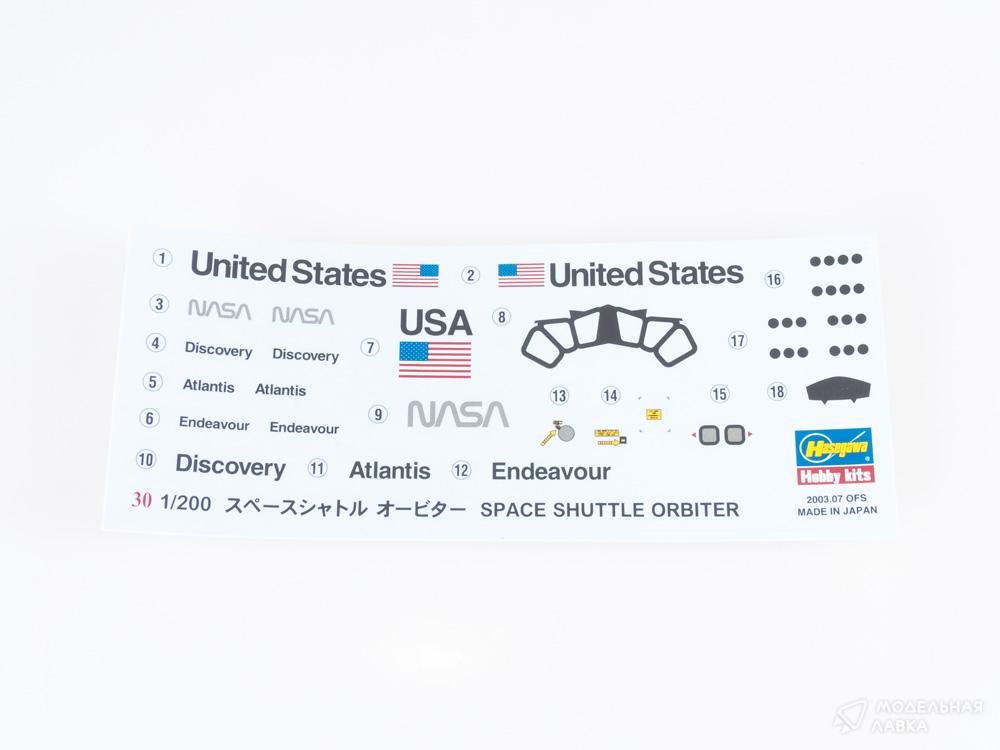 ① United States ② United States
③ NASA NASA
USA
④ Discovery Discovery ⑦ ⑧
⑤ Atlantis Atlantis
⑥ Endeavour Endeavour
⑨ NASA
⑬ ⑭ ⑮
⑯
⑰
⑱
⑩ Discovery ⑪ Atlantis ⑫ Endeavour
30 1/200 スペースシャトル オービター SPACE SHUTTLE ORBITER
Hasegawa®
Hobby kits
2003.07 OFS
MADE IN JAPAN
МОДЕЛЬНАЯ
ЛАВКА